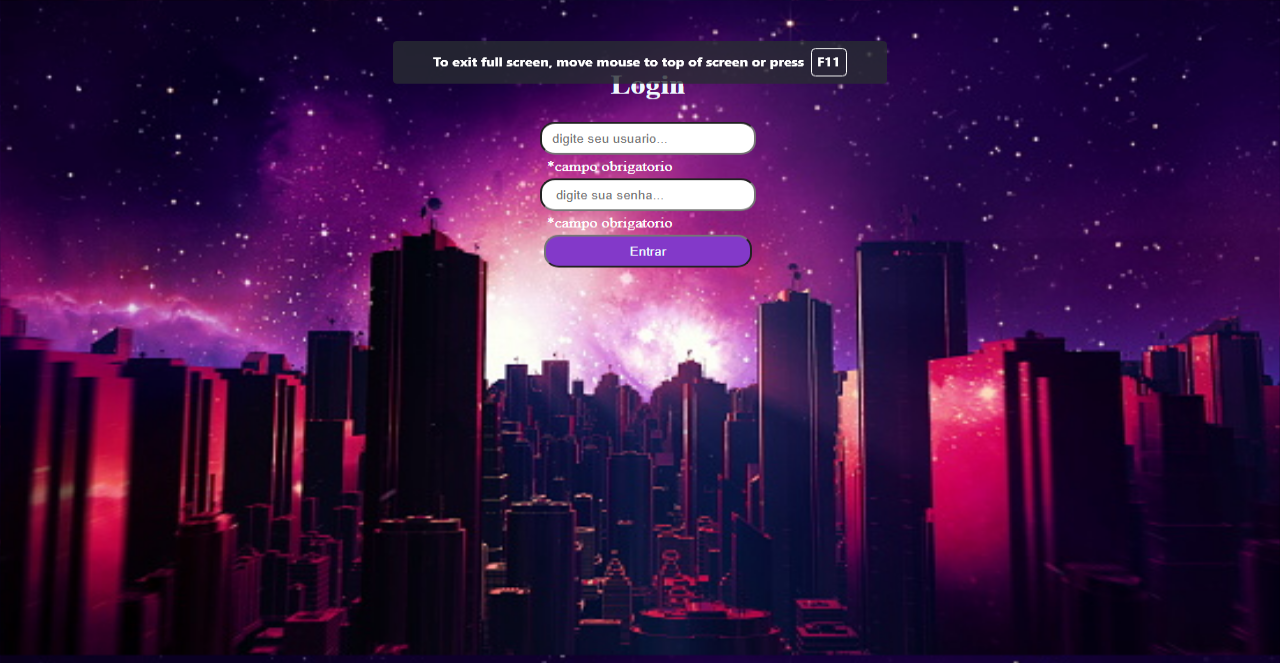 To exit full screen, move mouse to top of screen or press F11
Login
digite seu usuario...
*campo obrigatorio
digite sua senha...
*campo obrigatorio
Entrar